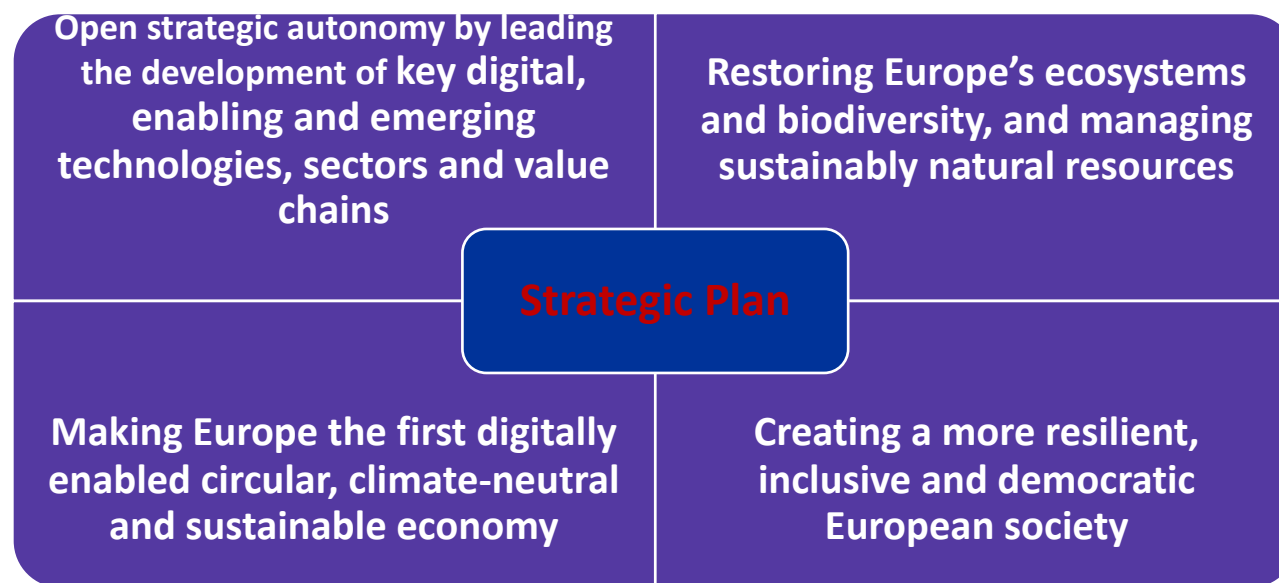 Open strategic autonomy by leading
the development of key digital,
enabling and emerging
technologies, sectors and value
chains
Restoring Europe’s ecosystems
and biodiversity, and managing
sustainably natural resources
Strategic Plan
Making Europe the first digitally
enabled circular, climate-neutral
and sustainable economy
Creating a more resilient,
inclusive and democratic
European society